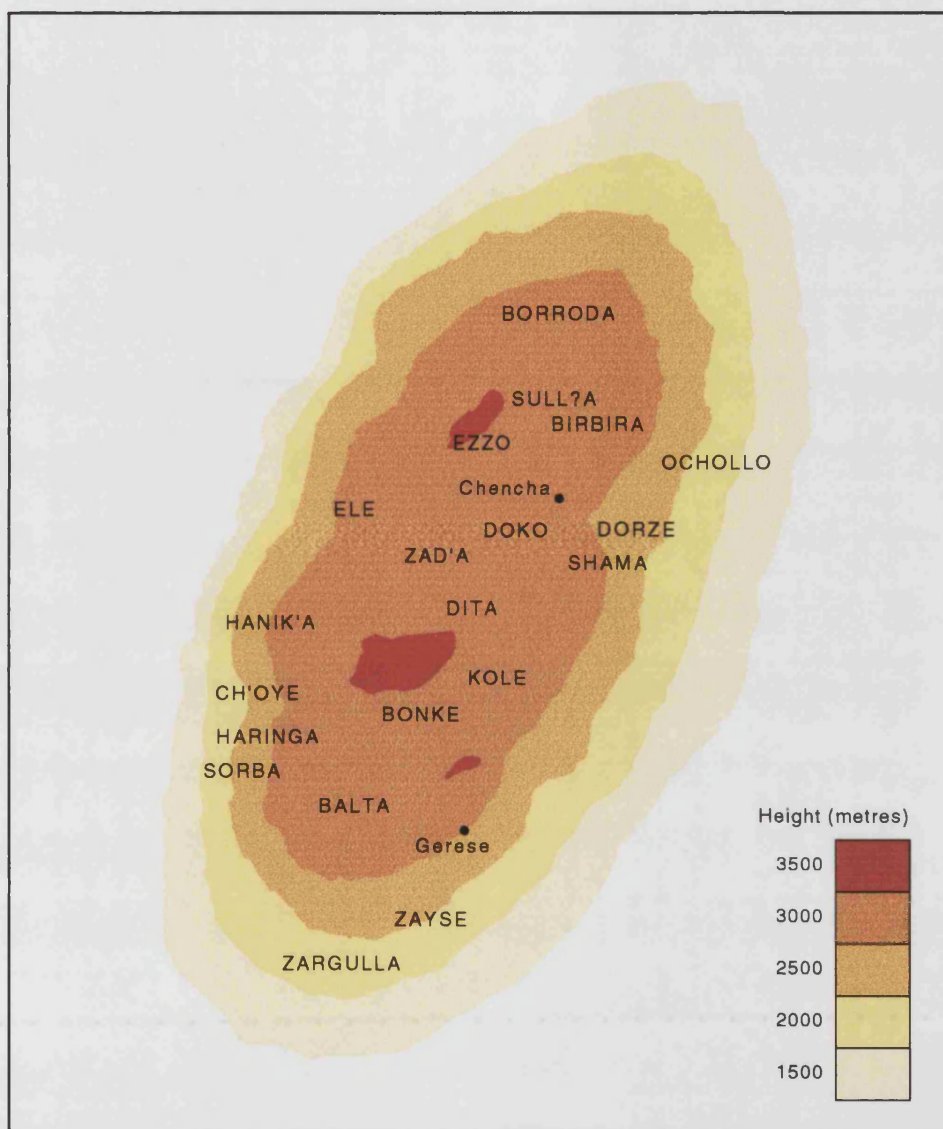 BORRODA
SULL?A
BIRBIRA
EZZO
OCHOLLO
Chencha
ELE
DOKO
DORZE
ZAD'A
SHAMA
DITA
HANIK'A
KOLE
CH'OYE
BONKE
HARINGA
SORBA
BALTA
Gerese
ZAYSE
ZARGULLA
Height (metres)
3500
3000
2500
2000
1500